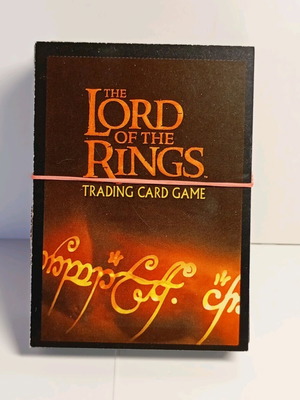 THE
LORD
OF THE
RINGS
TRADING CARD GAME